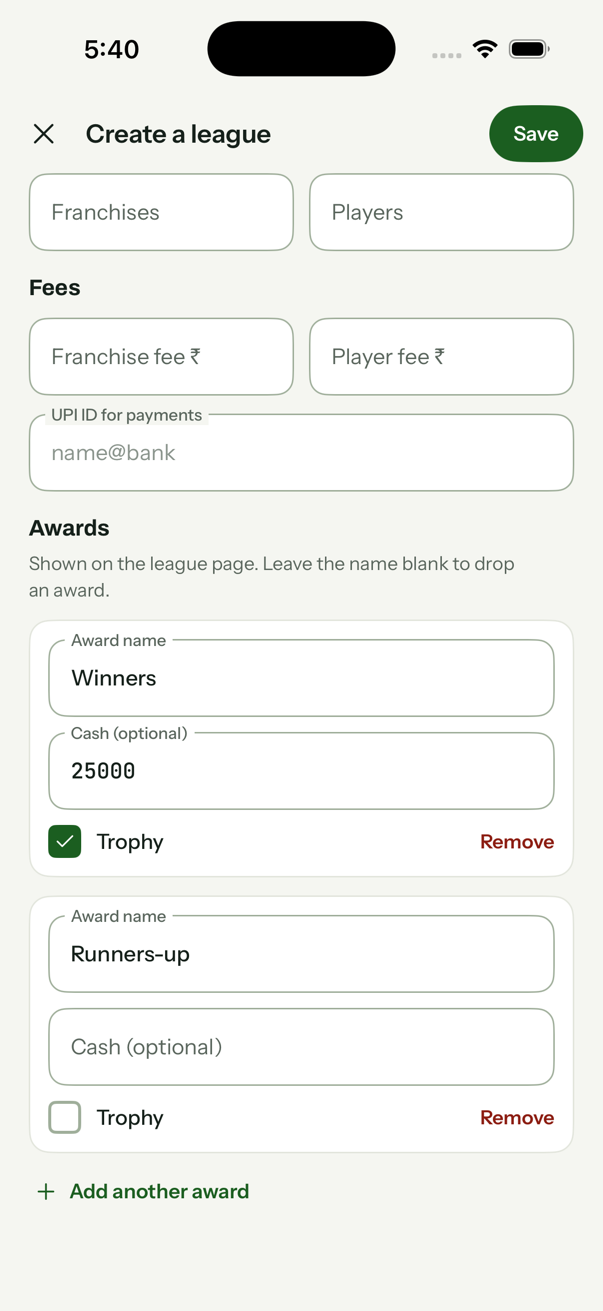 5:40
Create a league
Save
Franchises
Players
Fees
Franchise fee ₹
Player fee ₹
UPI ID for payments
name@bank
Awards
Shown on the league page. Leave the name blank to drop
an award.
Award name
Winners
Cash (optional)
25000
Trophy
Remove
Award name
Runners-up
Cash (optional)
Trophy
Remove
+ Add another award